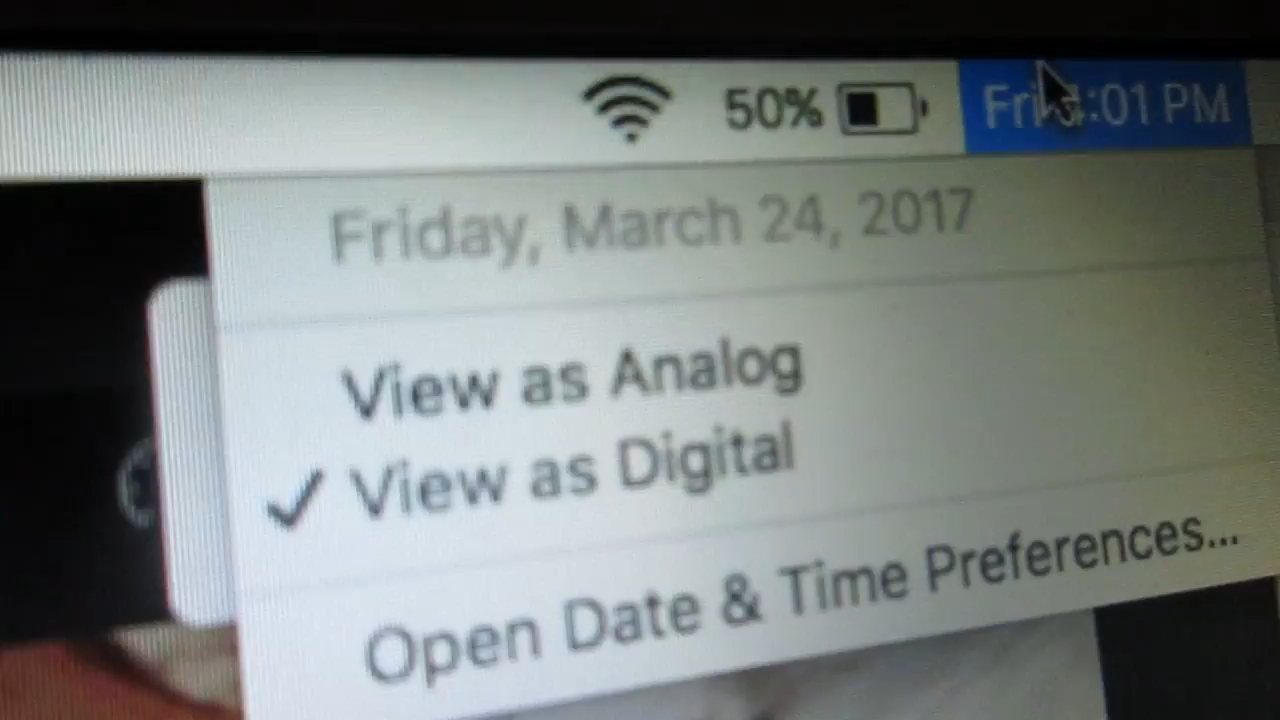 50% Fri :01 PM
Friday, March 24, 2017
View as Analog
View as Digital
Open Date & Time Preferences...